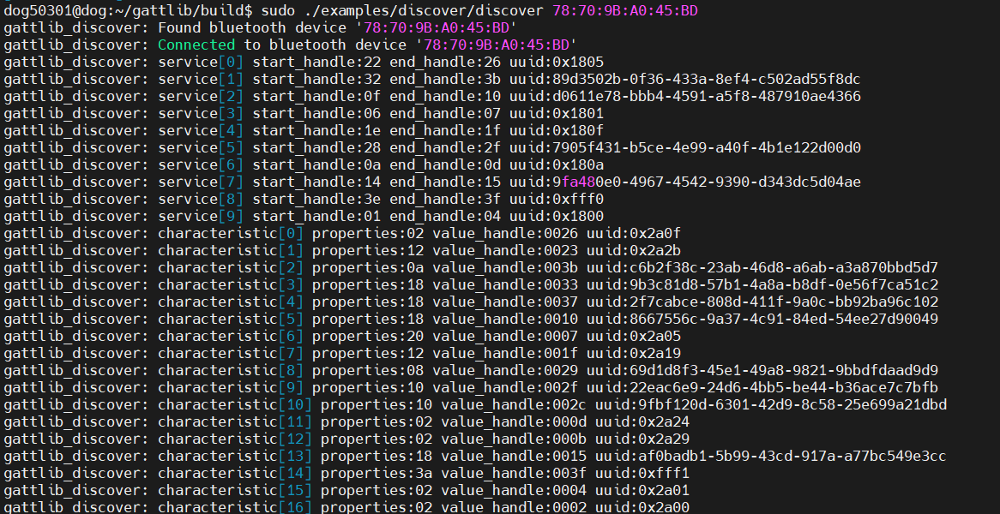 dog50301@dog:~/gattlib/build$ sudo ./examples/discover/discover 78:70:9B:A0:45:BD
gattlib_discover: Found bluetooth device '78:70:9B:A0:45:BD'
gattlib_discover: Connected to bluetooth device '78:70:9B:A0:45:BD'
gattlib_discover: service[0] start_handle:22 end_handle:26 uuid:0x1805
gattlib_discover: service[1] start_handle:32 end_handle:3b uuid:89d3502b-0f36-433a-8ef4-c502ad55f8dc
gattlib_discover: service[2] start_handle:0f end_handle:10 uuid:d0611e78-bbb4-4591-a5f8-487910ae4366
gattlib_discover: service[3] start_handle:06 end_handle:07 uuid:0x1801
gattlib_discover: service[4] start_handle:1e end_handle:1f uuid:0x180f
gattlib_discover: service[5] start_handle:28 end_handle:2f uuid:7905f431-b5ce-4e99-a40f-4b1e122d00d0
gattlib_discover: service[6] start_handle:0a end_handle:0d uuid:0x180a
gattlib_discover: service[7] start_handle:14 end_handle:15 uuid:9fa480e0-4967-4542-9390-d343dc5d04ae
gattlib_discover: service[8] start_handle:3e end_handle:3f uuid:0xfff0
gattlib_discover: service[9] start_handle:01 end_handle:04 uuid:0x1800
gattlib_discover: characteristic[0] properties:02 value_handle:0026 uuid:0x2a0f
gattlib_discover: characteristic[1] properties:12 value_handle:0023 uuid:0x2a2b
gattlib_discover: characteristic[2] properties:0a value_handle:003b uuid:c6b2f38c-23ab-46d8-a6ab-a3a870bbd5d7
gattlib_discover: characteristic[3] properties:18 value_handle:0033 uuid:9b3c81d8-57b1-4a8a-b8df-0e56f7ca51c2
gattlib_discover: characteristic[4] properties:18 value_handle:0037 uuid:2f7cabce-808d-411f-9a0c-bb92ba96c102
gattlib_discover: characteristic[5] properties:18 value_handle:0010 uuid:8667556c-9a37-4c91-84ed-54ee27d90049
gattlib_discover: characteristic[6] properties:20 value_handle:0007 uuid:0x2a05
gattlib_discover: characteristic[7] properties:12 value_handle:001f uuid:0x2a19
gattlib_discover: characteristic[8] properties:08 value_handle:0029 uuid:69d1d8f3-45e1-49a8-9821-9bbdfdaad9d9
gattlib_discover: characteristic[9] properties:10 value_handle:002f uuid:22eac6e9-24d6-4bb5-be44-b36ace7c7bfb
gattlib_discover: characteristic[10] properties:10 value_handle:002c uuid:9fbf120d-6301-42d9-8c58-25e699a21dbd
gattlib_discover: characteristic[11] properties:02 value_handle:000d uuid:0x2a24
gattlib_discover: characteristic[12] properties:02 value_handle:000b uuid:0x2a29
gattlib_discover: characteristic[13] properties:18 value_handle:0015 uuid:af0badb1-5b99-43cd-917a-a77bc549e3cc
gattlib_discover: characteristic[14] properties:3a value_handle:003f uuid:0xfff1
gattlib_discover: characteristic[15] properties:02 value_handle:0004 uuid:0x2a01
gattlib_discover: characteristic[16] properties:02 value_handle:0002 uuid:0x2a00